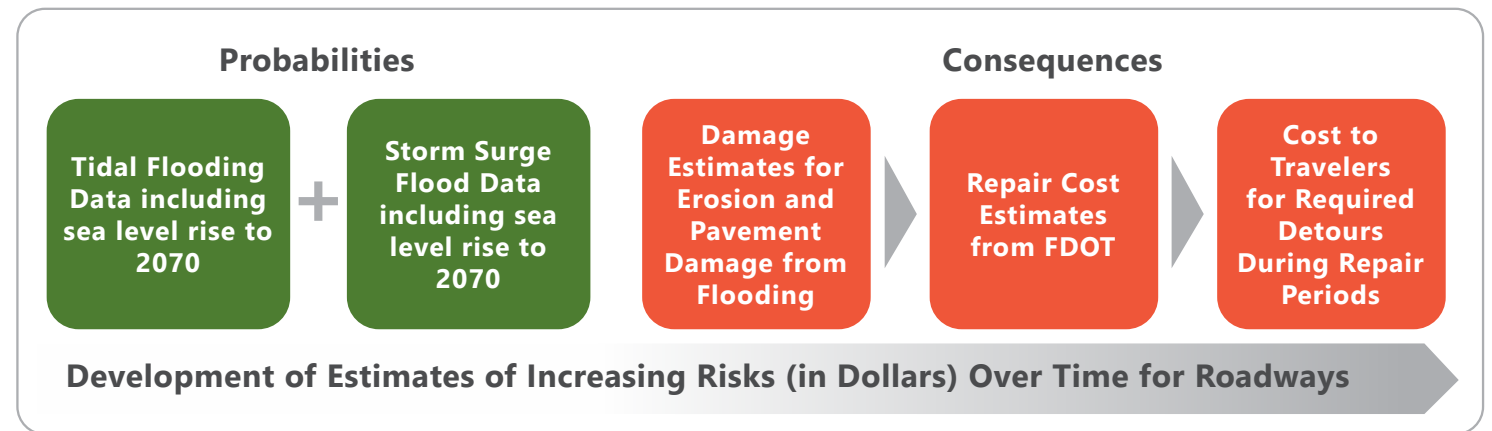 Probabilities
Consequences
Tidal Flooding
Data including
sea level rise to
2070
+
Storm Surge
Flood Data
including sea
level rise to
2070
Damage
Estimates for
Erosion and
Pavement
Damage from
Flooding
Repair Cost
Estimates
from FDOT
Cost to
Travelers
for Required
Detours
During Repair
Periods
Development of Estimates of Increasing Risks (in Dollars) Over Time for Roadways